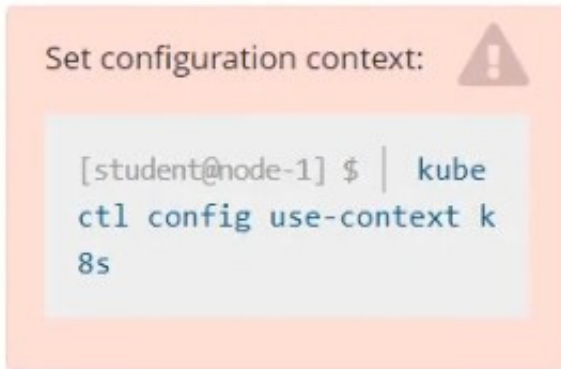 Set configuration context:
[student@node-1] $ | kube
ctl config use-context k
8s